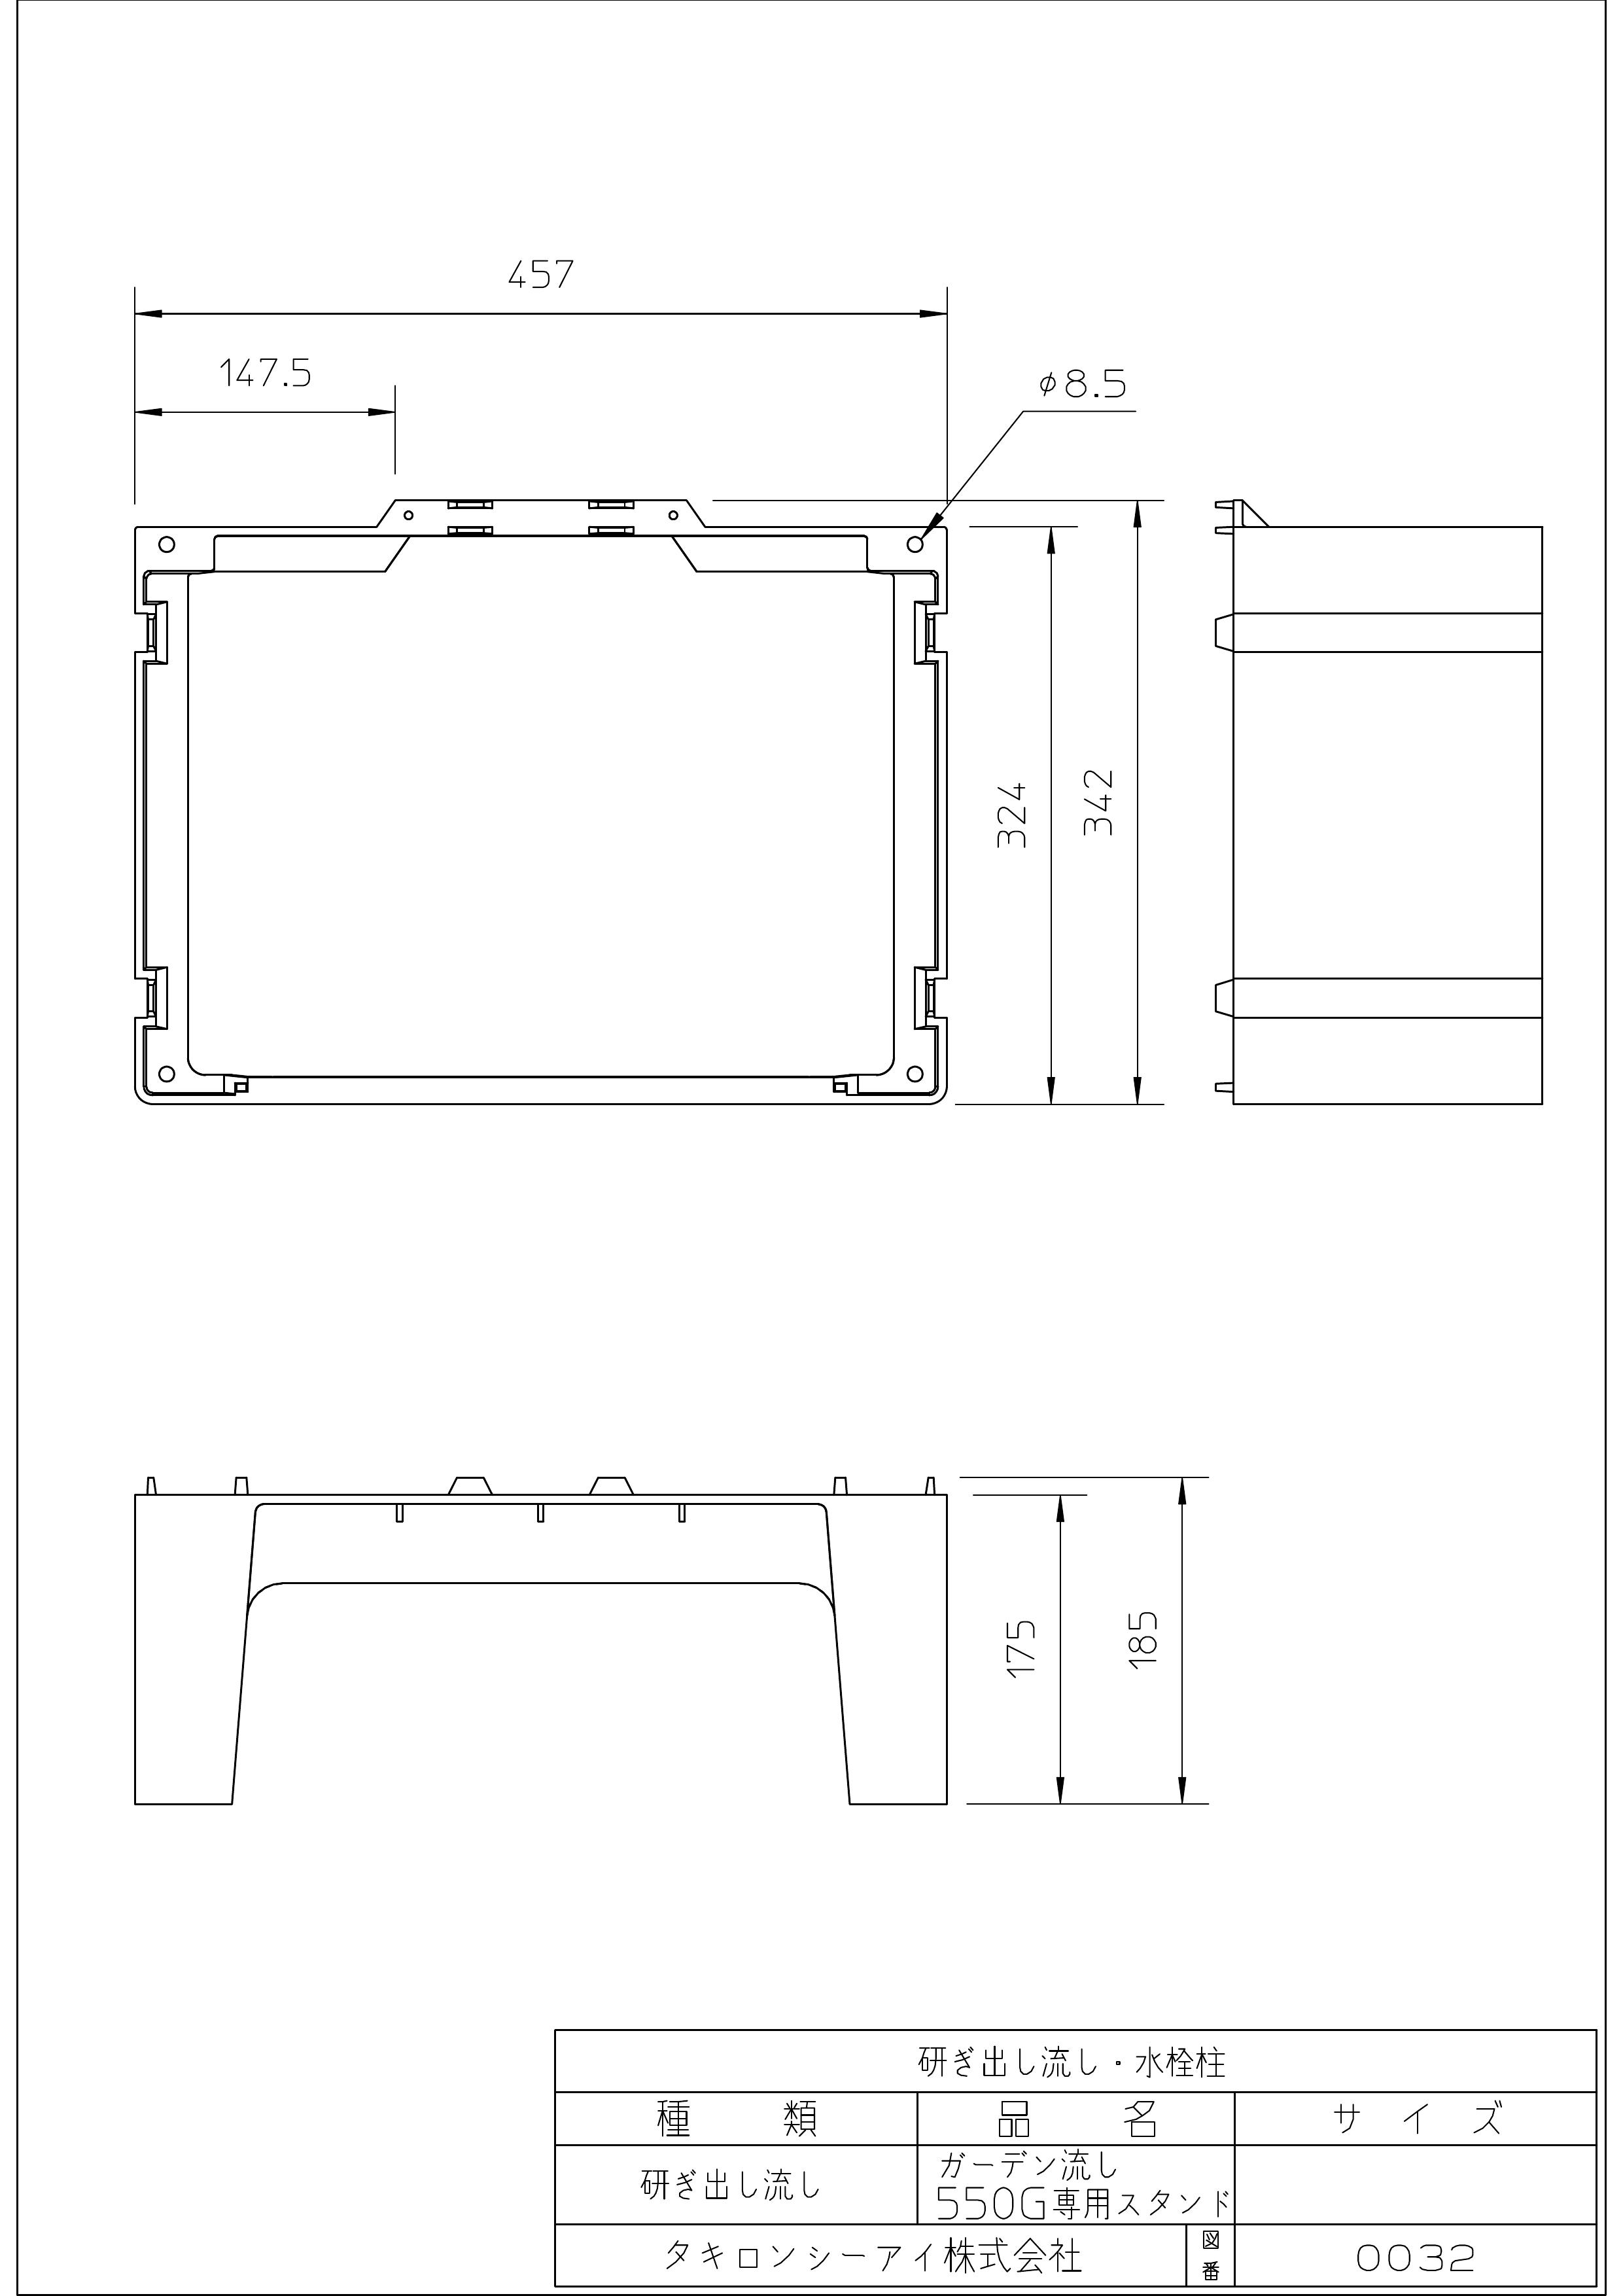 457
147.5
φ8.5
324
342
175
185
研ぎ出し流し・水栓柱
種類 品名 サイズ
研ぎ出し流し
ガーデン流し
550G専用スタンド
タキロンシーアイ株式会社
図番
0032